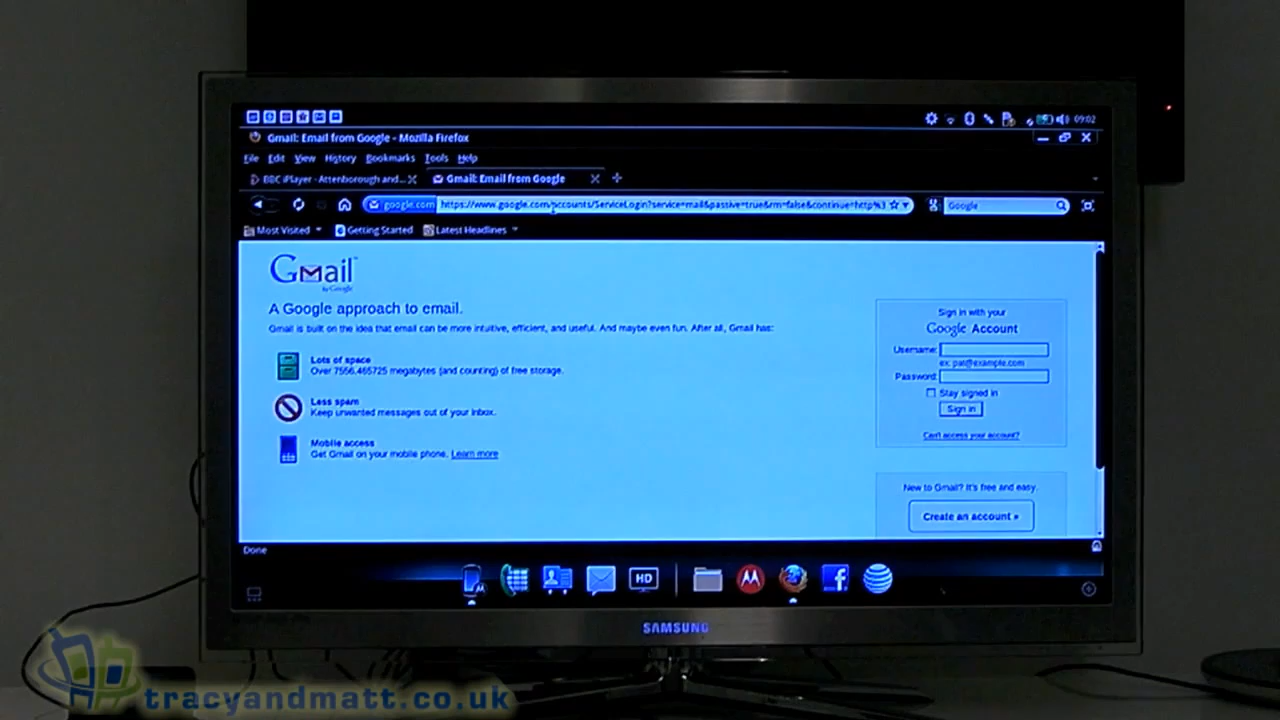 09:02
Gmail: Email from Google - Mozilla Firefox
File Edit View History Bookmarks Tools Help
BBC iPlayer - Attenborough and...
Gmail: Email from Google
google.com https://www.google.com/accounts/ServiceLogin?service=mail&passive=true&rm=false&continue=http%3
Google
Most Visited
Getting Started
Latest Headlines
Gmail
by Google
A Google approach to email.
Gmail is built on the idea that email can be more intuitive, efficient, and useful. And maybe even fun. After all, Gmail has:
Lots of space
Over 7556.465725 megabytes (and counting) of free storage.
Less spam
Keep unwanted messages out of your inbox.
Mobile access
Get Gmail on your mobile phone. Learn more
Sign in with your
Google Account
Username:
ex: pat@example.com
Password:
Stay signed in
Sign in
Can't access your account?
New to Gmail? It's free and easy.
Create an account »
Done
HD
SAMSUNG
tracyandmatt.co.uk